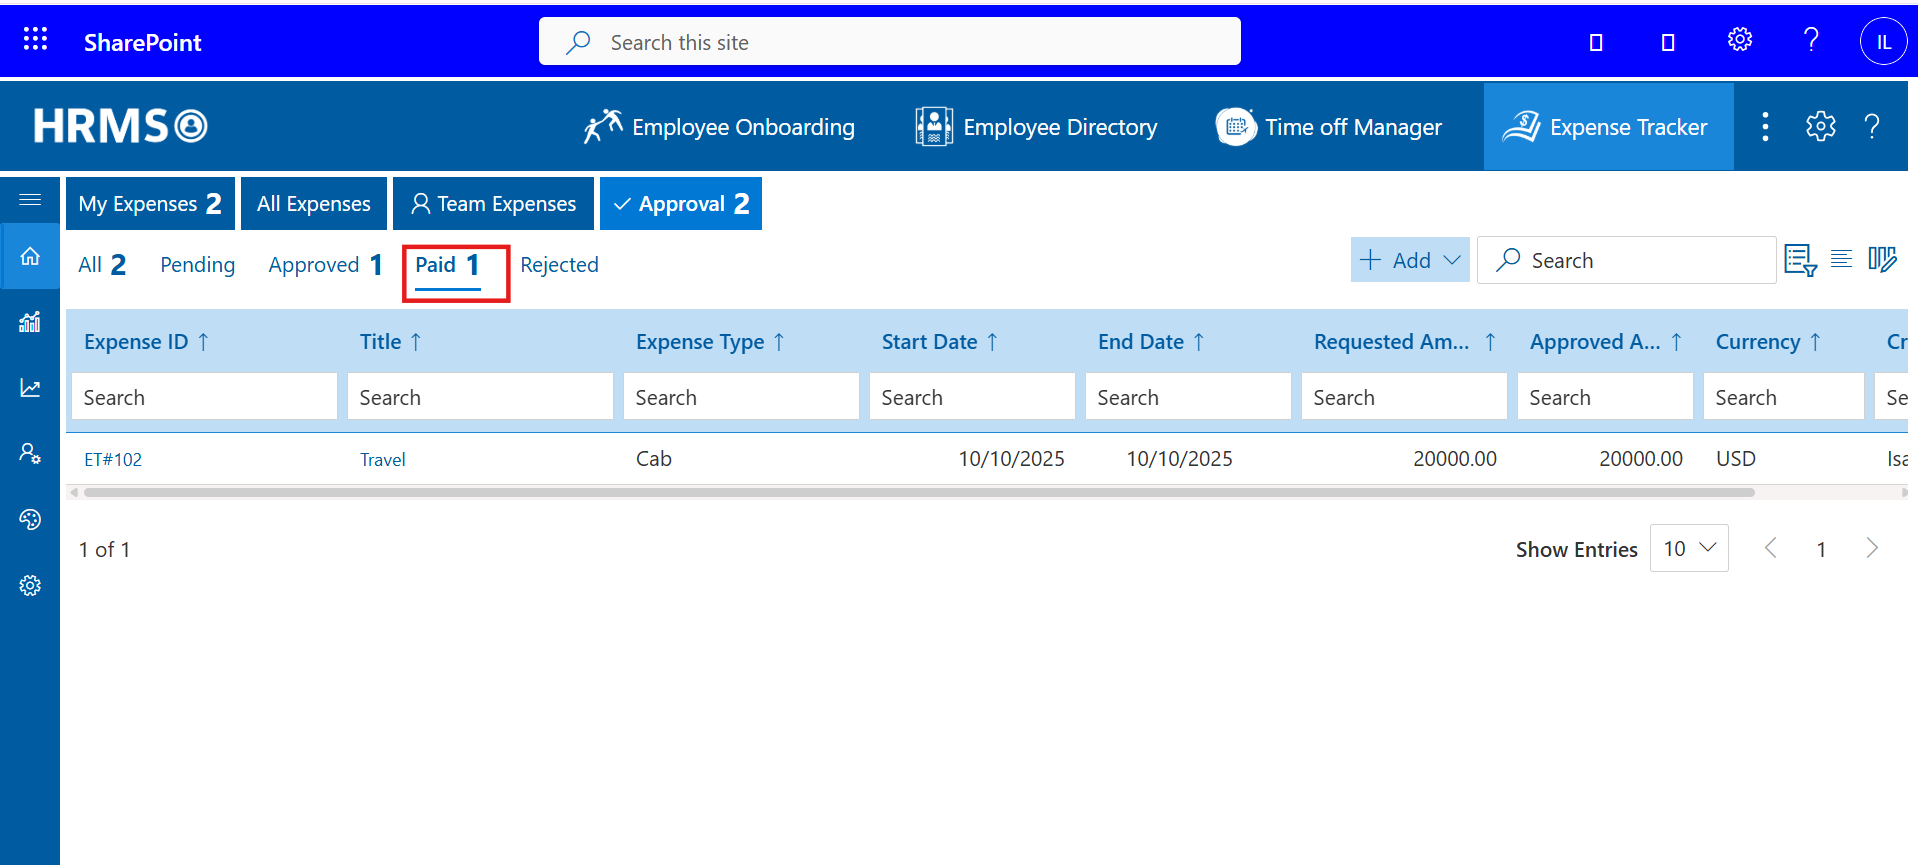 SharePoint
Search this site
IL
HRMS
Employee Onboarding
Employee Directory
Time off Manager
Expense Tracker
My Expenses 2
All Expenses
Team Expenses
Approval 2
All 2
Pending
Approved 1
Paid 1
Rejected
Add
Search
Expense ID ↑
Title ↑
Expense Type ↑
Start Date ↑
End Date ↑
Requested Am... ↑
Approved A... ↑
Currency ↑
Cr
Search
Search
Search
Search
Search
Search
Search
Search
Se
ET#102
Travel
Cab
10/10/2025
10/10/2025
20000.00
20000.00
USD
Isa
1 of 1
Show Entries
10
1